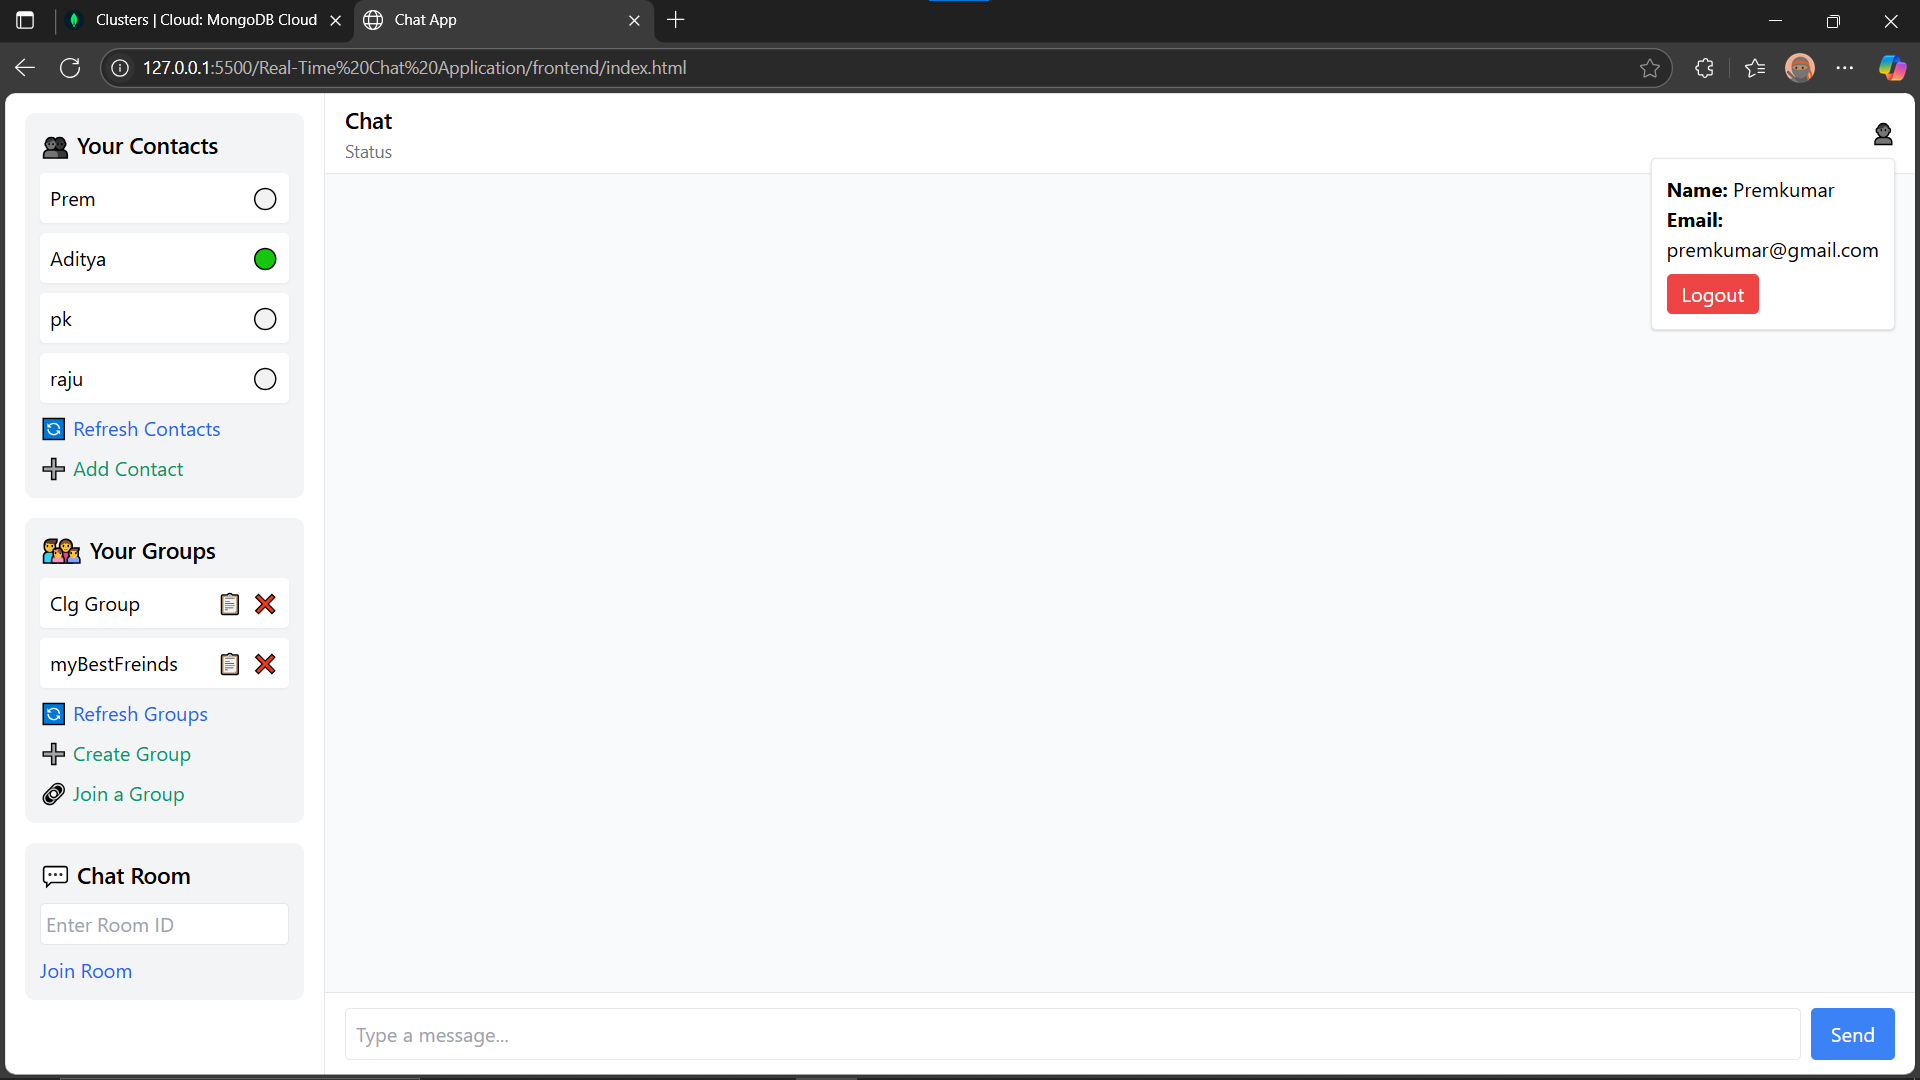 Clusters | Cloud: MongoDB Cloud
Chat App
127.0.0.1:5500/Real-Time%20Chat%20Application/frontend/index.html
Your Contacts
Prem
Aditya
pk
raju
Refresh Contacts
Add Contact
Your Groups
Clg Group
myBestFreinds
Refresh Groups
Create Group
Join a Group
Chat Room
Enter Room ID
Join Room
Chat
Status
Name: Premkumar
Email:
premkumar@gmail.com
Logout
Type a message...
Send